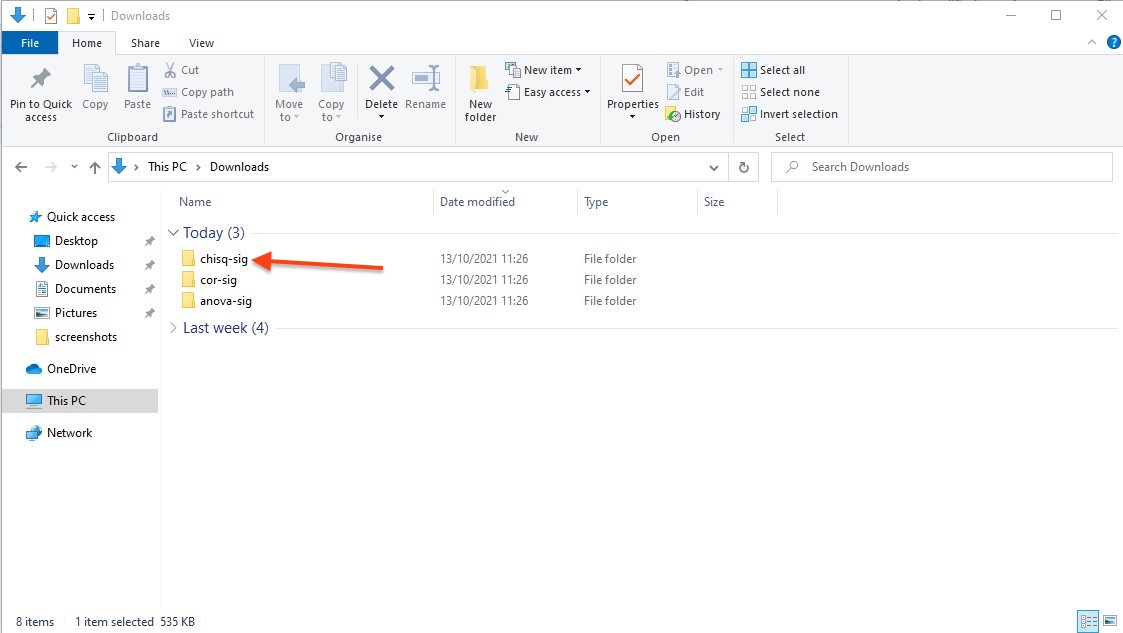 Downloads
File Home Share View
Pin to Quick access
Copy
Paste
Cut
Copy path
Paste shortcut
Clipboard
Move to
Copy to
Delete
Rename
Organise
New folder
New item
Easy access
New
Properties
Open
Edit
History
Open
Select all
Select none
Invert selection
Select
This PC > Downloads
Search Downloads
Quick access
Desktop
Downloads
Documents
Pictures
screenshots
OneDrive
This PC
Network
Name Date modified Type Size
Today (3)
chisq-sig 13/10/2021 11:26 File folder
cor-sig 13/10/2021 11:26 File folder
anova-sig 13/10/2021 11:26 File folder
Last week (4)
8 items 1 item selected 535 KB